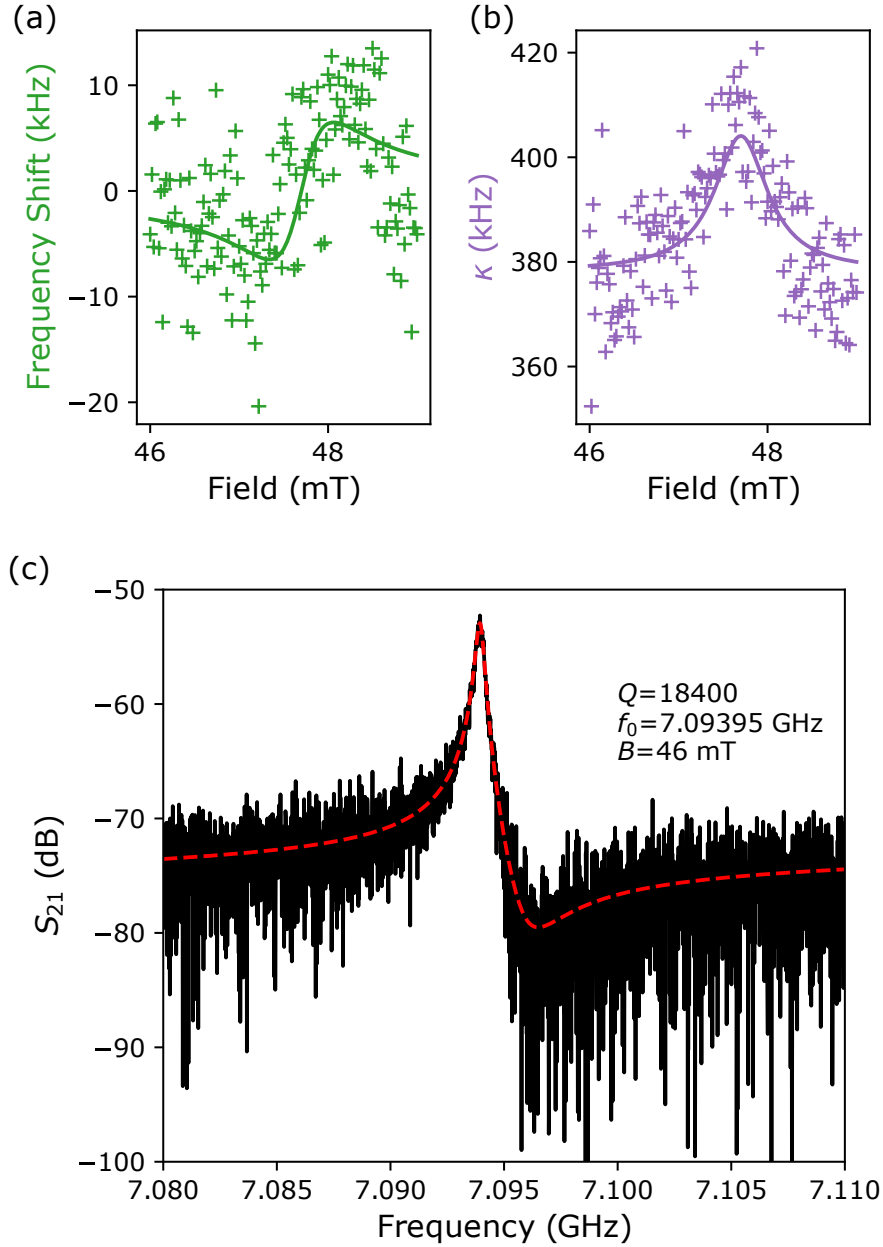 (a)
Frequency Shift (kHz)
10
0
−10
−20
46
48
Field (mT)
(b)
κ (kHz)
420
400
380
360
46
48
Field (mT)
(c)
S₂₁ (dB)
−50
−60
−70
−80
−90
−100
Q=18400
f₀=7.09395 GHz
B=46 mT
7.080
7.085
7.090
7.095
7.100
7.105
7.110
Frequency (GHz)